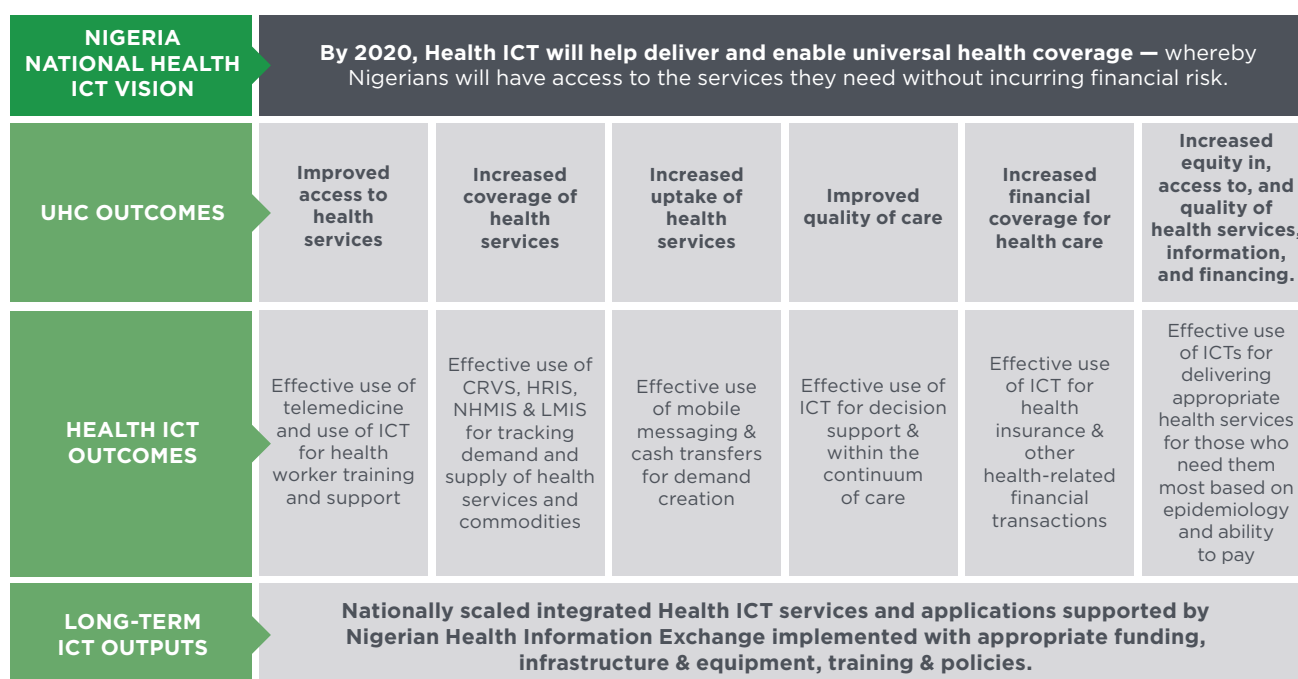 NIGERIA
NATIONAL HEALTH
ICT VISION
By 2020, Health ICT will help deliver and enable universal health coverage — whereby
Nigerians will have access to the services they need without incurring financial risk.
UHC OUTCOMES
Improved
access to
health
services
Increased
coverage of
health
services
Increased
uptake of
health
services
Improved
quality of care
Increased
financial
coverage for
health care
Increased
equity in,
access to, and
quality of
health services,
information,
and financing.
HEALTH ICT
OUTCOMES
Effective use of
telemedicine
and use of ICT
for health
worker training
and support
Effective use of
CRVS, HRIS,
NHMIS & LMIS
for tracking
demand and
supply of health
services and
commodities
Effective use
of mobile
messaging &
cash transfers
for demand
creation
Effective use of
ICT for decision
support &
within the
continuum
of care
Effective use
of ICT for
health
insurance &
other
health-related
financial
transactions
Effective use
of ICTs for
delivering
appropriate
health services
for those who
need them
most based on
epidemiology
and ability
to pay
LONG-TERM
ICT OUTPUTS
Nationally scaled integrated Health ICT services and applications supported by
Nigerian Health Information Exchange implemented with appropriate funding,
infrastructure & equipment, training & policies.